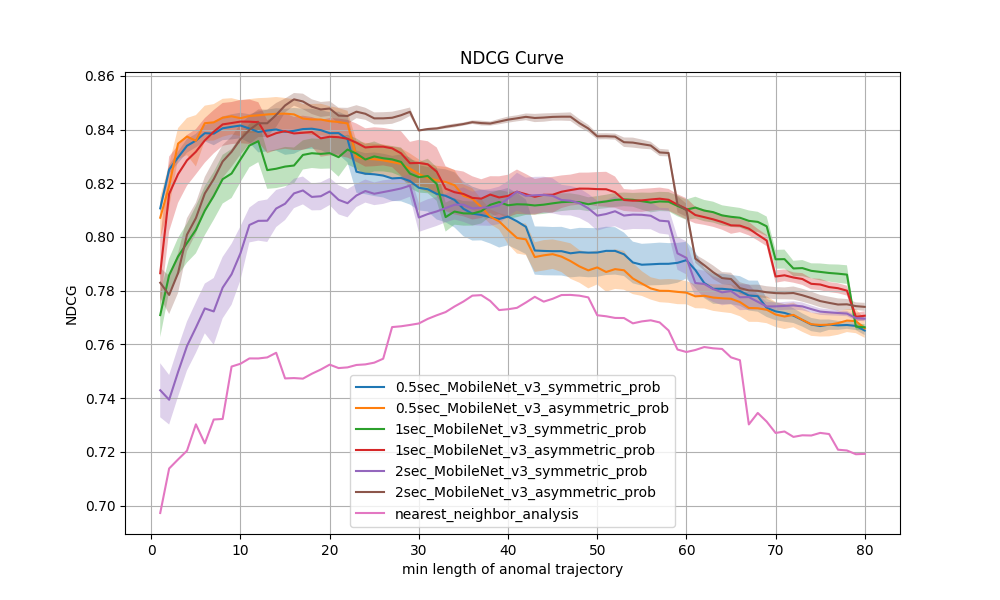 NDCG Curve
0.86
0.84
0.82
0.80
0.78
0.76
0.74
0.72
0.70
NDCG
0.5sec_MobileNet_v3_symmetric_prob
0.5sec_MobileNet_v3_asymmetric_prob
1sec_MobileNet_v3_symmetric_prob
1sec_MobileNet_v3_asymmetric_prob
2sec_MobileNet_v3_symmetric_prob
2sec_MobileNet_v3_asymmetric_prob
nearest_neighbor_analysis
0 10 20 30 40 50 60 70 80
min length of anomal trajectory